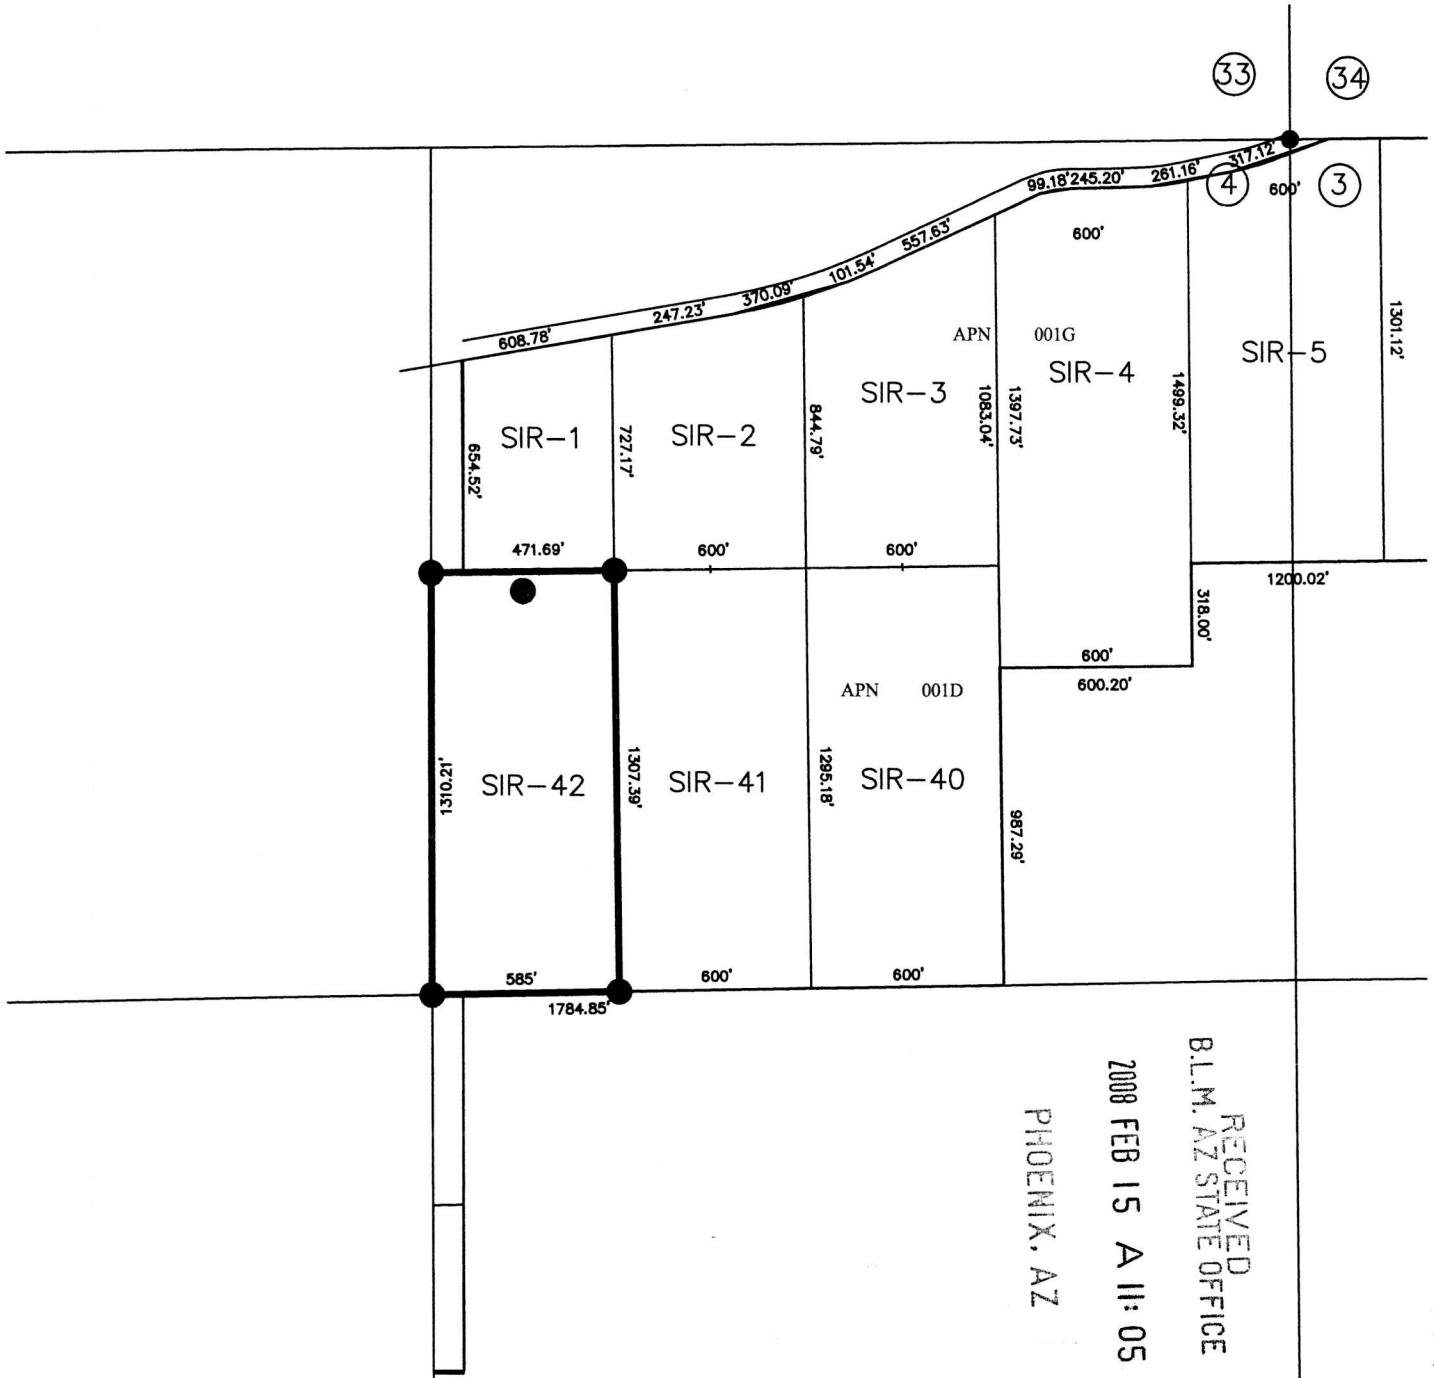 33
34
317.12'
261.16'
99.18'
245.20'
4
600'
3
600'
557.63'
101.54'
370.09'
247.23'
608.78'
APN 001G
SIR-1
SIR-2
SIR-3
SIR-4
SIR-5
654.52'
727.17'
844.79'
1083.04'
1397.73'
1499.32'
1301.12'
471.69'
600'
600'
1200.02'
318.00'
600'
600.20'
APN 001D
SIR-42
SIR-41
SIR-40
1310.21'
1307.39'
1295.18'
987.29'
585'
600'
600'
1784.85'
RECEIVED
B.L.M. AZ STATE OFFICE
2008 FEB 15 A 11:05
PHOENIX, AZ